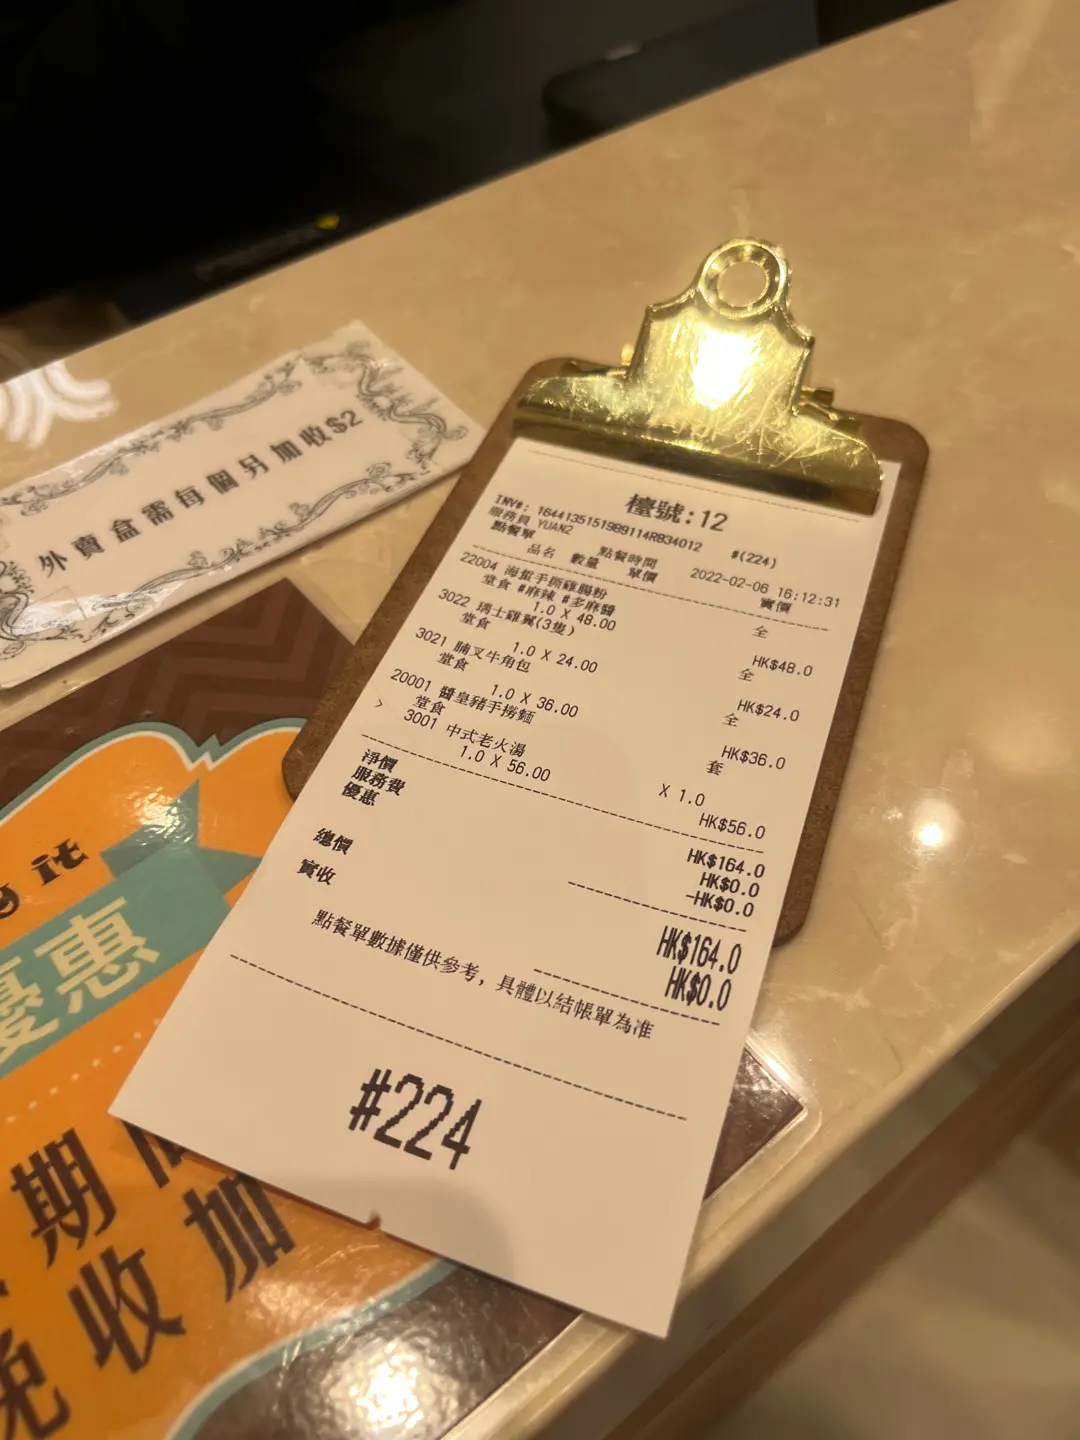 外賣盒需每個另加收$2
檯號:12
INV#: 1644135151989114R834012 #(224)
服務員 YUAN2
點餐單 點餐時間 2022-02-06 16:12:31
品名 數量 單價 實價
22004 海蜇手撕雞腸粉 全
堂食 #麻辣 #多麻醬
1.0 X 48.00 HK$48.0
3022 瑞士雞翼(3隻) 全
堂食
1.0 X 24.00 HK$24.0
3021 腩叉牛角包 全
堂食
1.0 X 36.00 HK$36.0
20001 醬皇豬手撈麵 套
堂食
> 3001 中式老火湯 X 1.0
1.0 X 56.00 HK$56.0
淨價 HK$164.0
服務費 HK$0.0
優惠 -HK$0.0
總價 HK$164.0
實收 HK$0.0
點餐單數據僅供參考, 具體以結帳單為准
#224
it
優惠
期
免收加